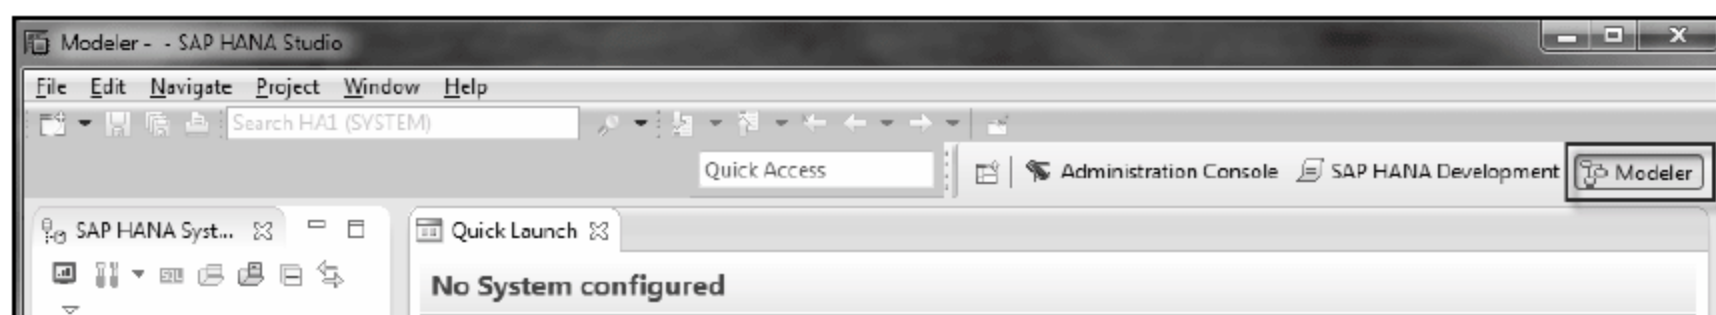 Modeler - - SAP HANA Studio
File Edit Navigate Project Window Help
Search HA1 (SYSTEM)
Quick Access Administration Console SAP HANA Development Modeler
SAP HANA Syst... Quick Launch
SQL
No System configured